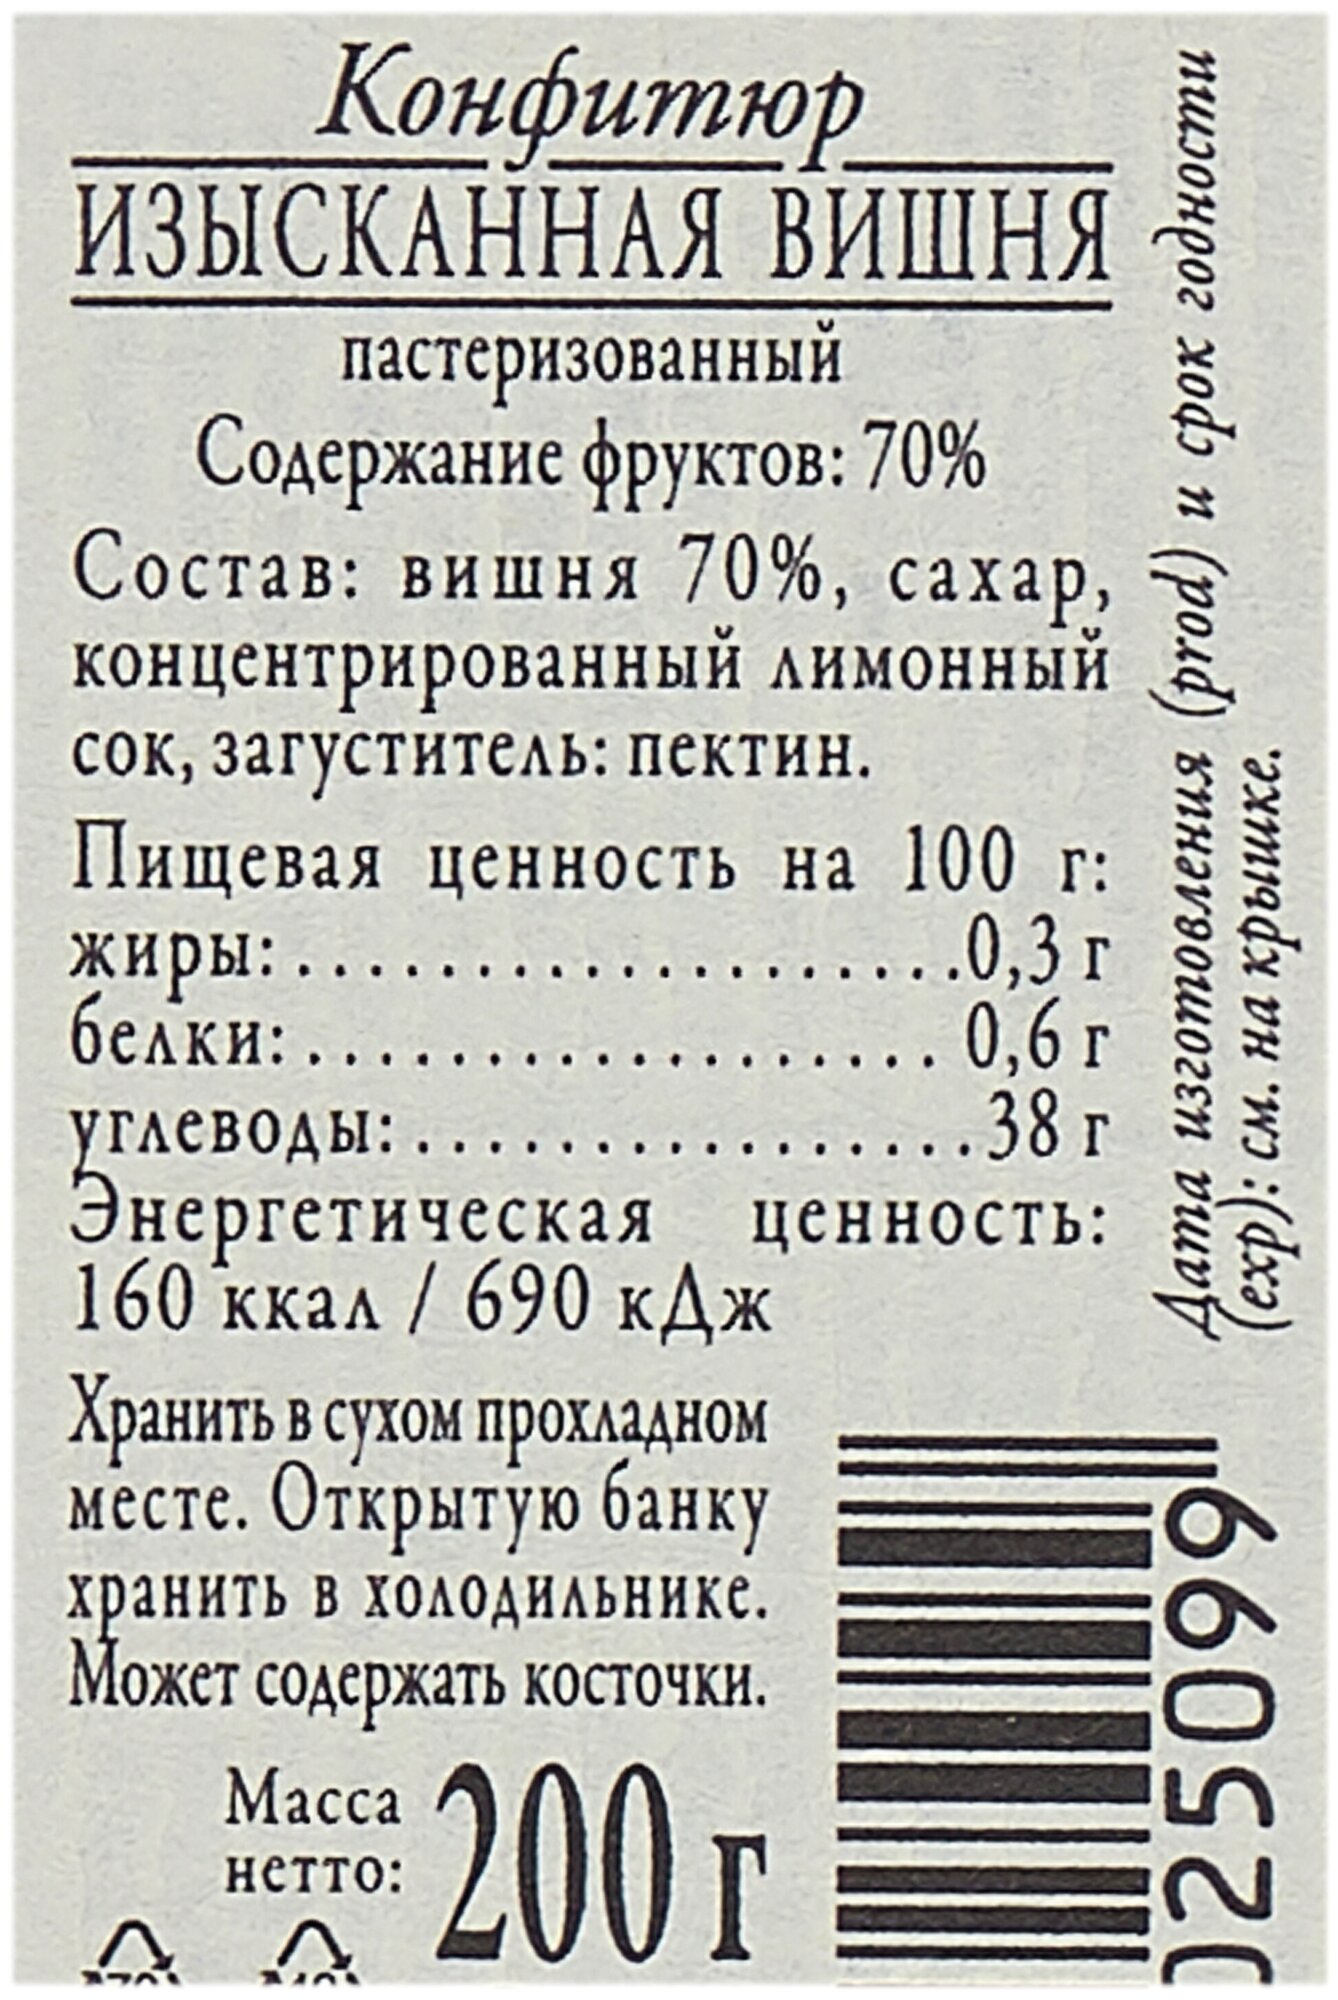 Конфитюр
ИЗЫСКАННАЯ ВИШНЯ
пастеризованный
Содержание фруктов: 70%
Состав: вишня 70%, сахар,
концентрированный лимонный
сок, загуститель: пектин.
Пищевая ценность на 100 г:
жиры:....................0,3 г
белки:................... 0,6 г
углеводы:................38 г
Энергетическая ценность:
160 ккал / 690 кДж
Хранить в сухом прохладном
месте. Открытую банку
хранить в холодильнике.
Может содержать косточки.
Масса
нетто: 200 г
Дата изготовления (prod) и срок годности
(exp): см. на крышке.
025099